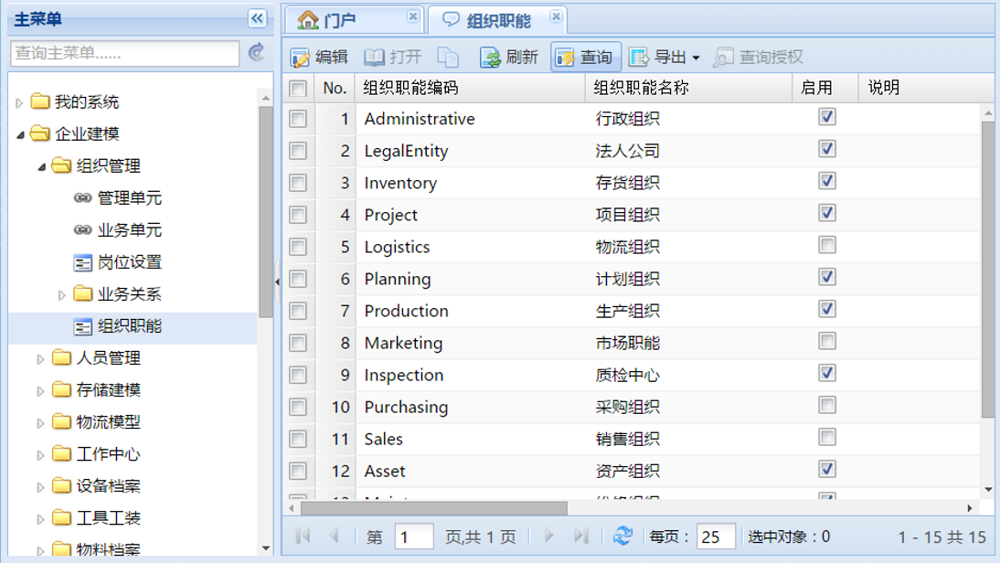 主菜单
查询主菜单......
我的系统
企业建模
组织管理
管理单元
业务单元
岗位设置
业务关系
组织职能
人员管理
存储建模
物流模型
工作中心
设备档案
工具工装
物料档案
门户 组织职能
编辑 打开 刷新 查询 导出 查询授权
No. 组织职能编码 组织职能名称 启用 说明
1 Administrative 行政组织
2 LegalEntity 法人公司
3 Inventory 存货组织
4 Project 项目组织
5 Logistics 物流组织
6 Planning 计划组织
7 Production 生产组织
8 Marketing 市场职能
9 Inspection 质检中心
10 Purchasing 采购组织
11 Sales 销售组织
12 Asset 资产组织
第 1 页,共 1 页 每页： 25 选中对象：0 1 - 15 共 15